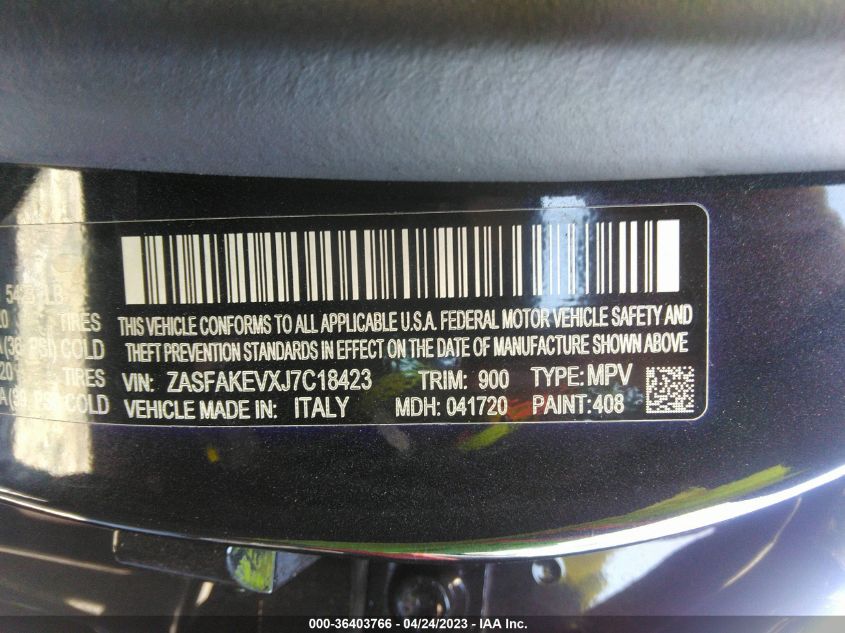 TIRES
COLD
COLD
THIS VEHICLE CONFORMS TO ALL APPLICABLE U.S.A. FEDERAL MOTOR VEHICLE SAFETY AND
THEFT PREVENTION STANDARDS IN EFFECT ON THE DATE OF MANUFACTURE SHOWN ABOVE
VIN: ZASFAKEVXJ7C18423 TRIM: 900 TYPE: MPV
VEHICLE MADE IN: ITALY MDH: 041720 PAINT:408
000-36403766 - 04/24/2023 - IAA Inc.